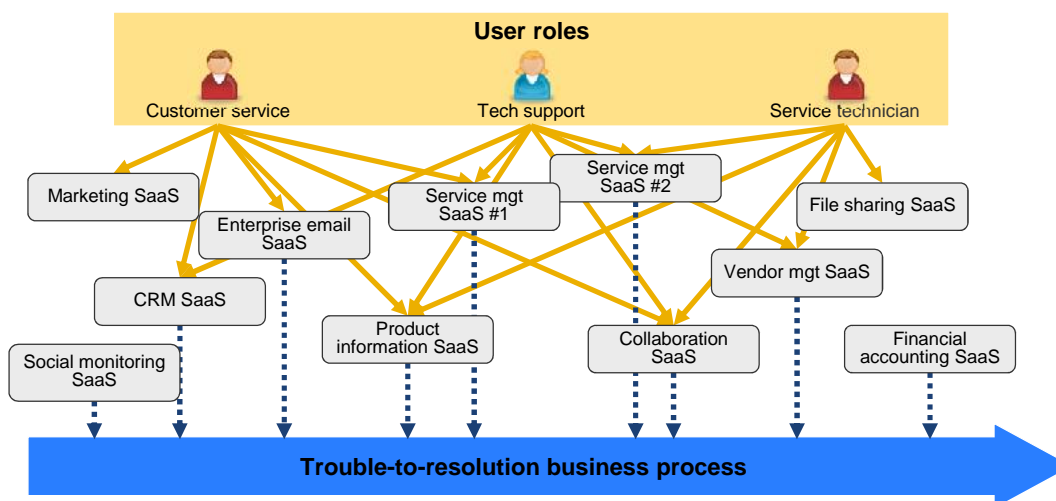 User roles
Customer service
Tech support
Service technician
Marketing SaaS
Enterprise email
SaaS
Service mgt
SaaS #1
Service mgt
SaaS #2
File sharing SaaS
CRM SaaS
Vendor mgt SaaS
Social monitoring
SaaS
Product
information SaaS
Collaboration
SaaS
Financial
accounting SaaS
Trouble-to-resolution business process